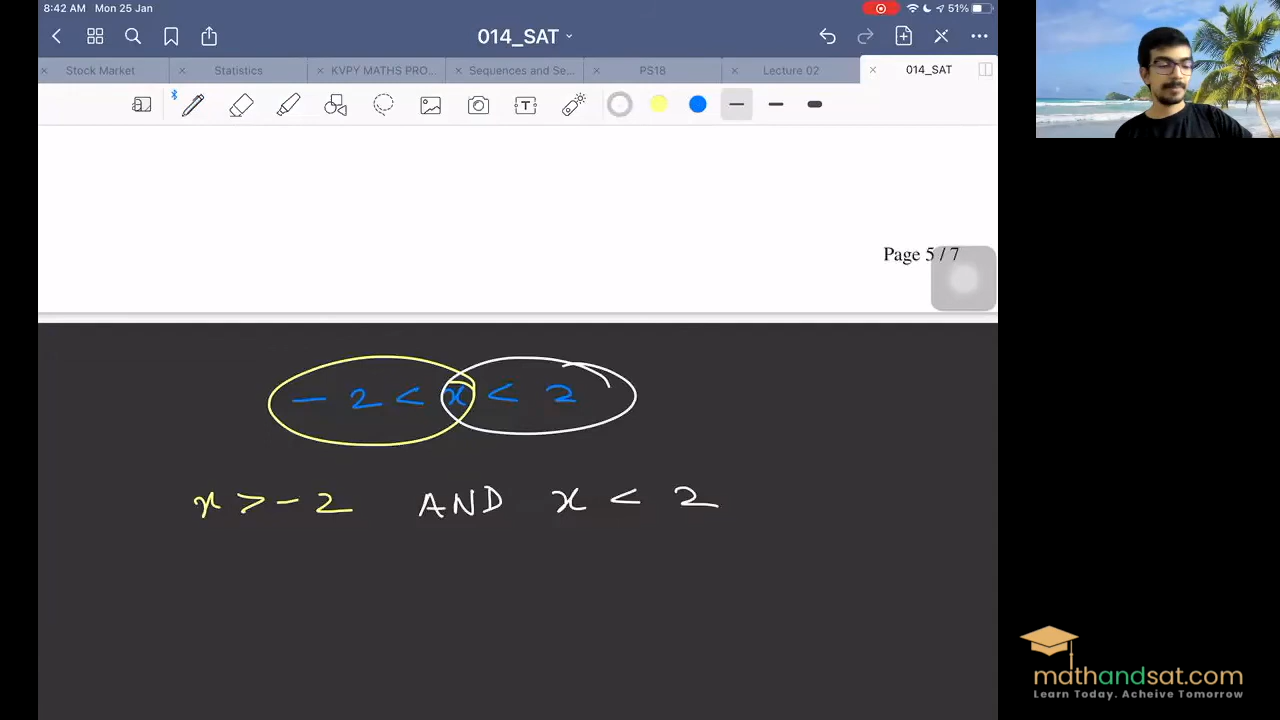 8:42 AM Mon 25 Jan
51%
014_SAT
Stock Market
Statistics
KVPY MATHS PRO...
Sequences and Se...
PS18
Lecture 02
014_SAT
T
Page 5 / 7
- 2 < x < 2
x > - 2 AND x < 2
mathandsat.com
Learn Today. Acheive Tomorrow